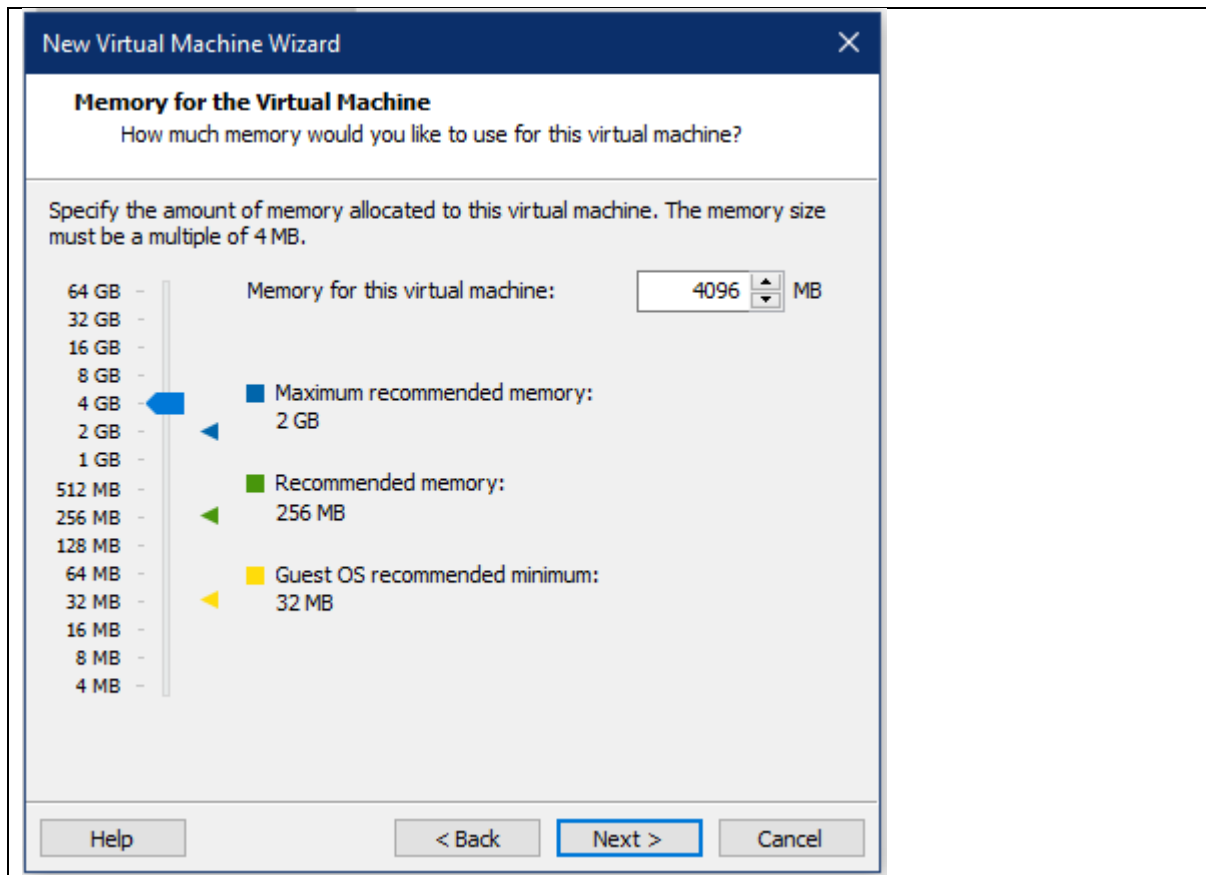 New Virtual Machine Wizard
Memory for the Virtual Machine
How much memory would you like to use for this virtual machine?
Specify the amount of memory allocated to this virtual machine. The memory size
must be a multiple of 4 MB.
64 GB
Memory for this virtual machine: 4096 MB
32 GB
16 GB
8 GB
4 GB
2 GB
1 GB
512 MB
256 MB
128 MB
64 MB
32 MB
16 MB
8 MB
4 MB
Maximum recommended memory:
2 GB
Recommended memory:
256 MB
Guest OS recommended minimum:
32 MB
Help
< Back
Next >
Cancel